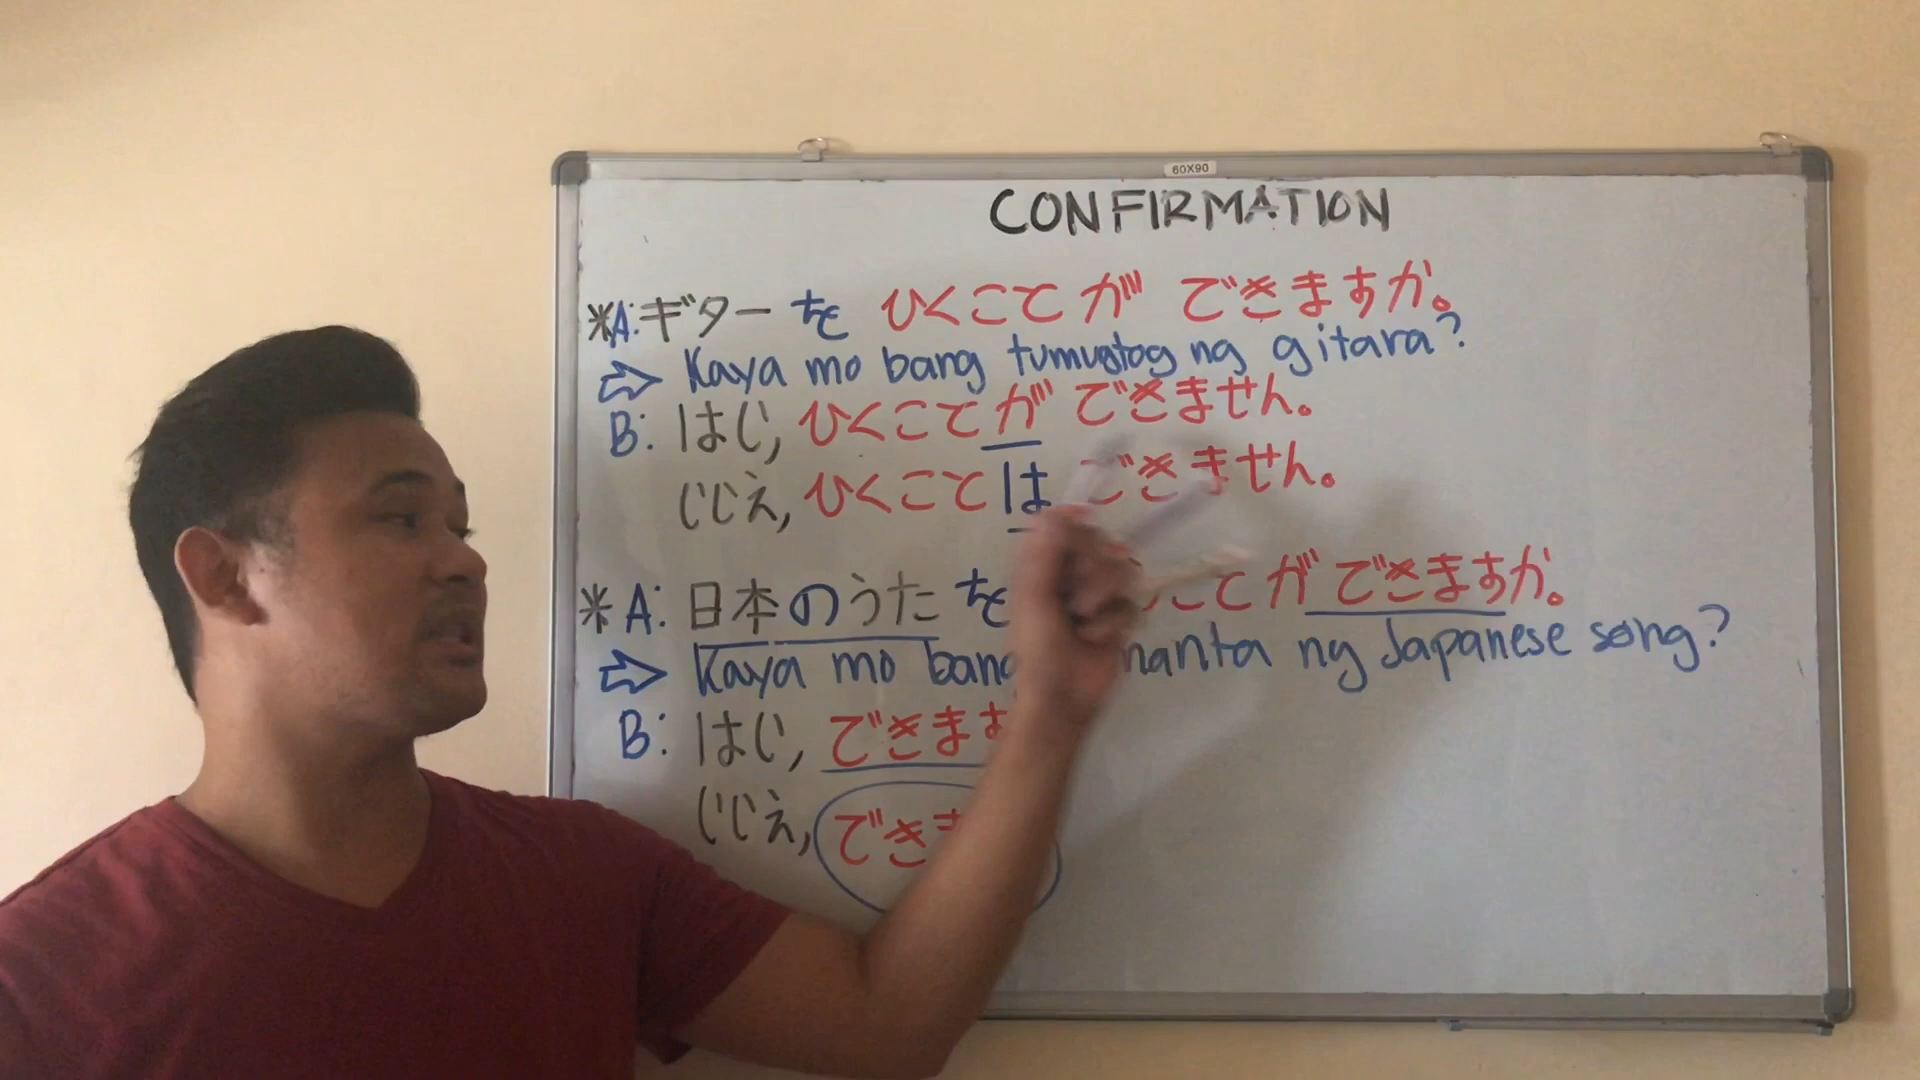 60X90
CONFIRMATION
*A: ギターを ひくことが できますか。
⇨ Kaya mo bang tumugtog ng gitara?
B: はい, ひくことが できません。
いいえ, ひくことは できません。
* A: 日本のうたを ことが できますか。
⇨ Kaya mo bang ng Japanese song?
B: はい, できます
いいえ, でき